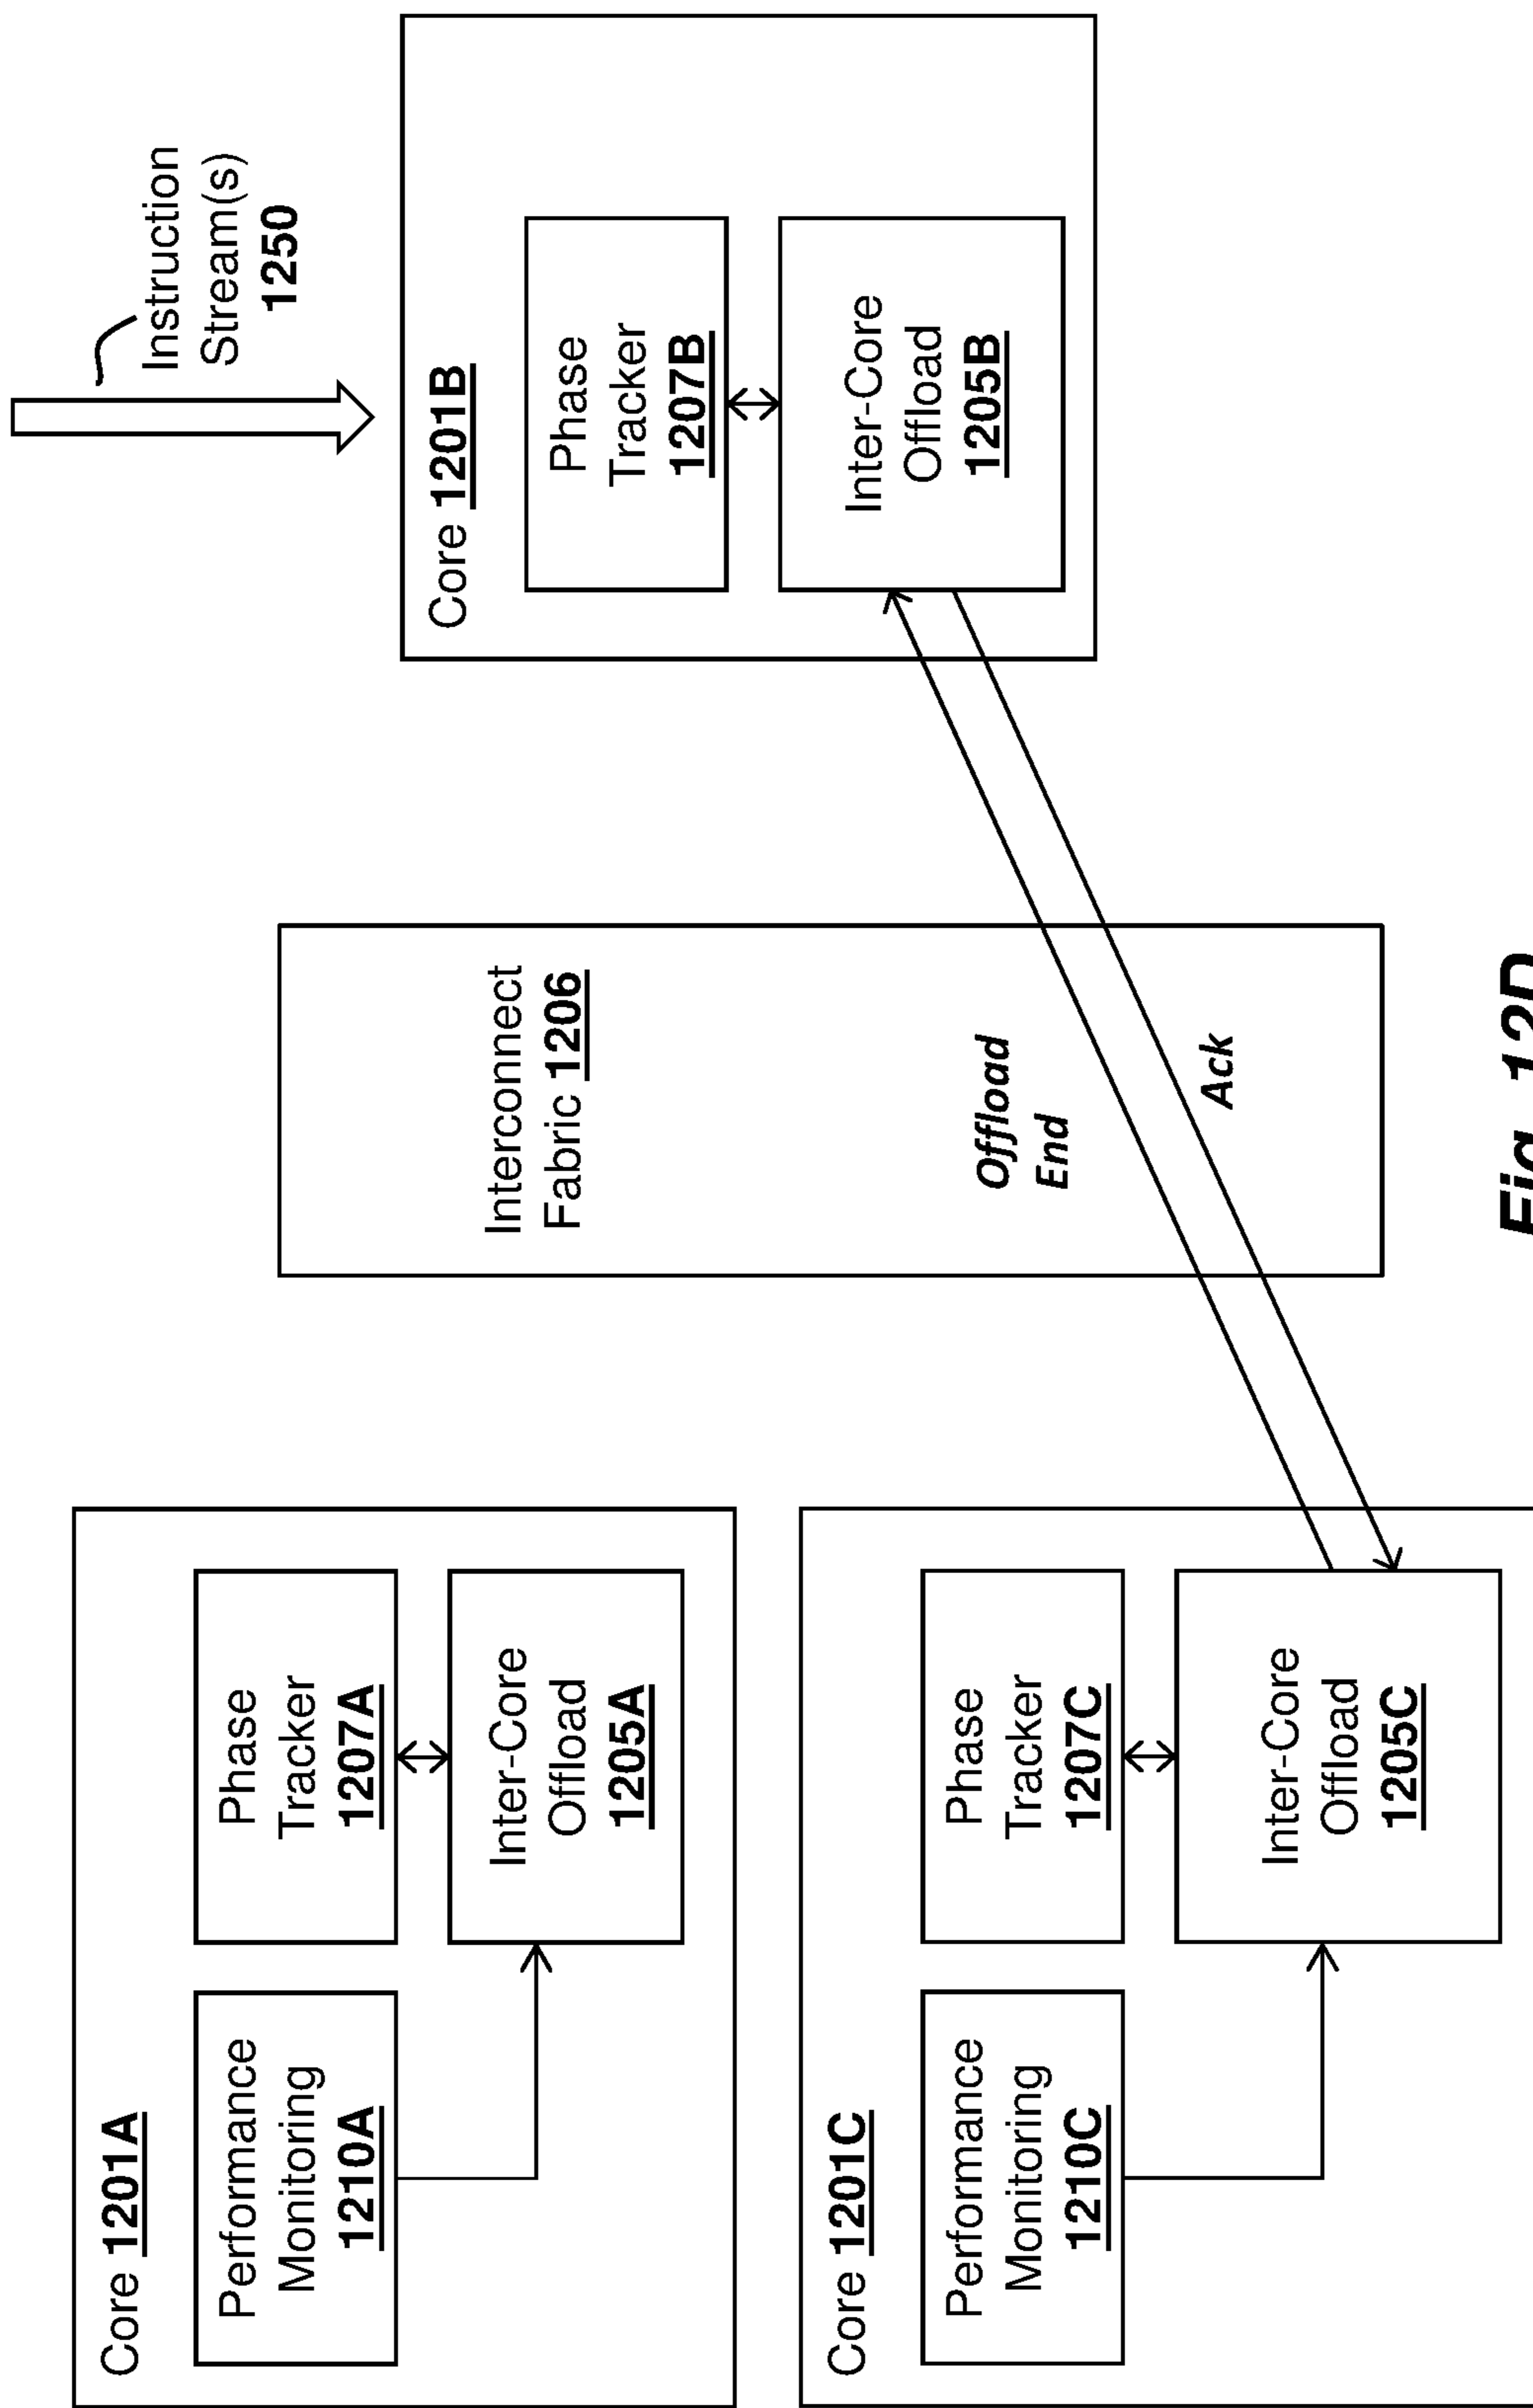 Core 1201A
Performance
Monitoring
1210A
Phase
Tracker
1207A
Inter-Core
Offload
1205A
Core 1201C
Performance
Monitoring
1210C
Phase
Tracker
1207C
Inter-Core
Offload
1205C
Interconnect
Fabric 1206
Offload
End
Ack
Instruction
Stream(s)
1250
Core 1201B
Phase
Tracker
1207B
Inter-Core
Offload
1205B
Fig. 12D